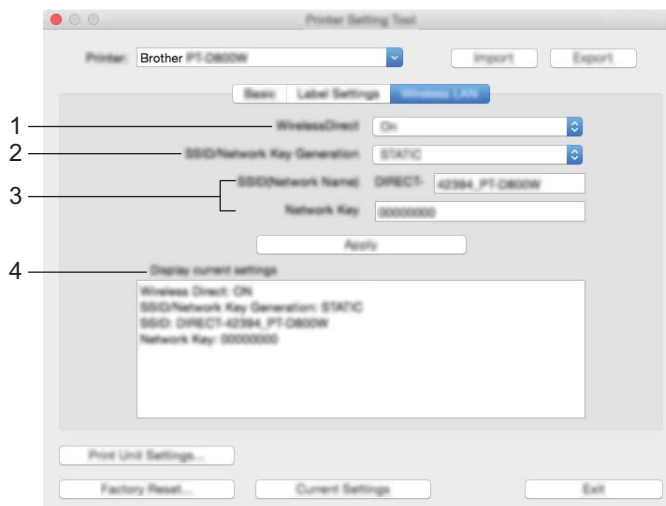 Printer Setting Tool
Printer: Brother PT-D800W Import Export
Basic Label Settings Wireless LAN
1 WirelessDirect On
2 SSID/Network Key Generation STATIC
3 SSID(Network Name) DIRECT- 42394_PT-D800W
Network Key 00000000
Apply
4 Display current settings
Wireless Direct: ON
SSID/Network Key Generation: STATIC
SSID: DIRECT-42394_PT-D800W
Network Key: 00000000
Print Unit Settings...
Factory Reset... Current Settings Exit